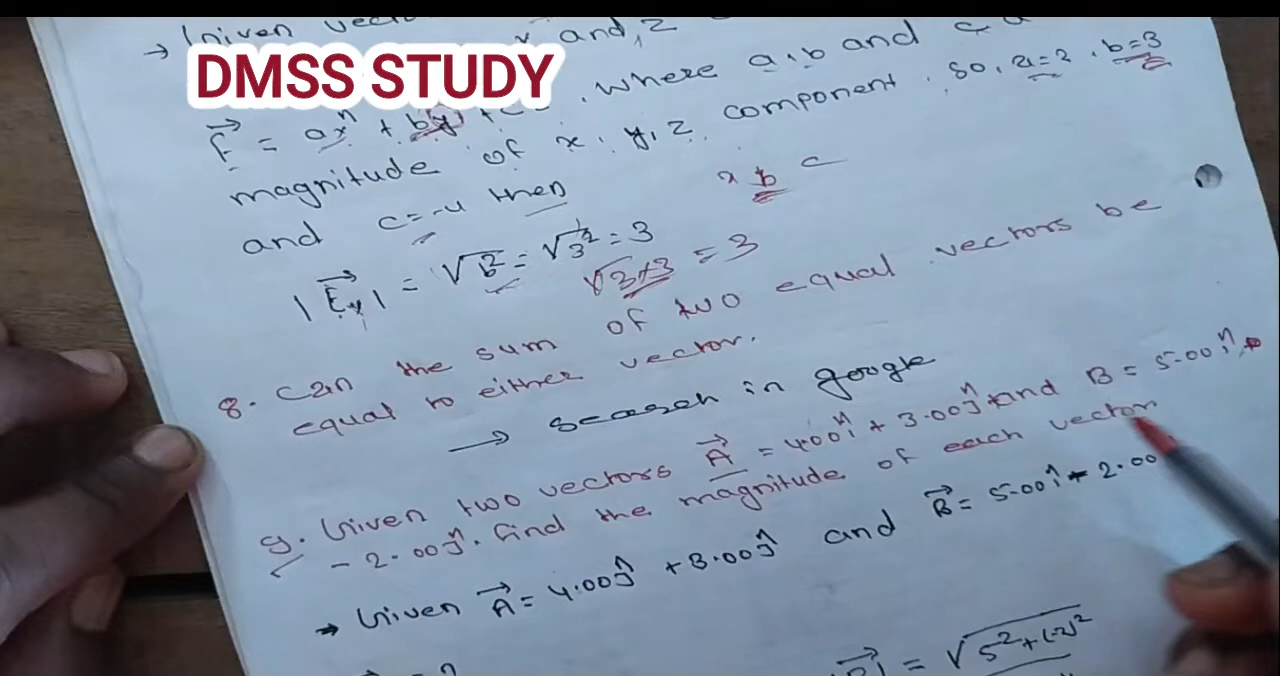 → Given vect and, z
DMSS STUDY
F⃗ = ax̂ + by + c , where a, b and c a
magnitude of x, y, z component. so, a=2, b=3
and c=-4 then x b c
|F⃗y| = √b² = √3² = 3 √3×3 = 3
8. Can the sum of two equal vectors be
equal to either vector.
→ search in google
9. Given two vectors A⃗ = 4.00î + 3.00ĵ and B = 5.00î
- 2.00ĵ. find the magnitude of each vector
→ Given A⃗ = 4.00ĵ + 3.00ĵ and B⃗ = 5.00î - 2.00
= √5²+(-2)²